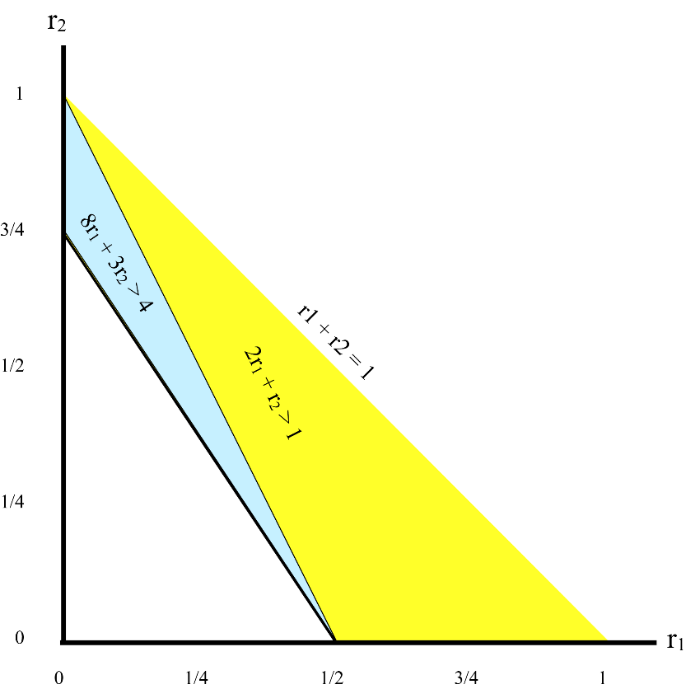 r₂
1
3/4
8r₁ + 3r₂ > 4
r1 + r2 = 1
1/2
2r₁ + r₂ > 1
1/4
0
r₁
0
1/4
1/2
3/4
1